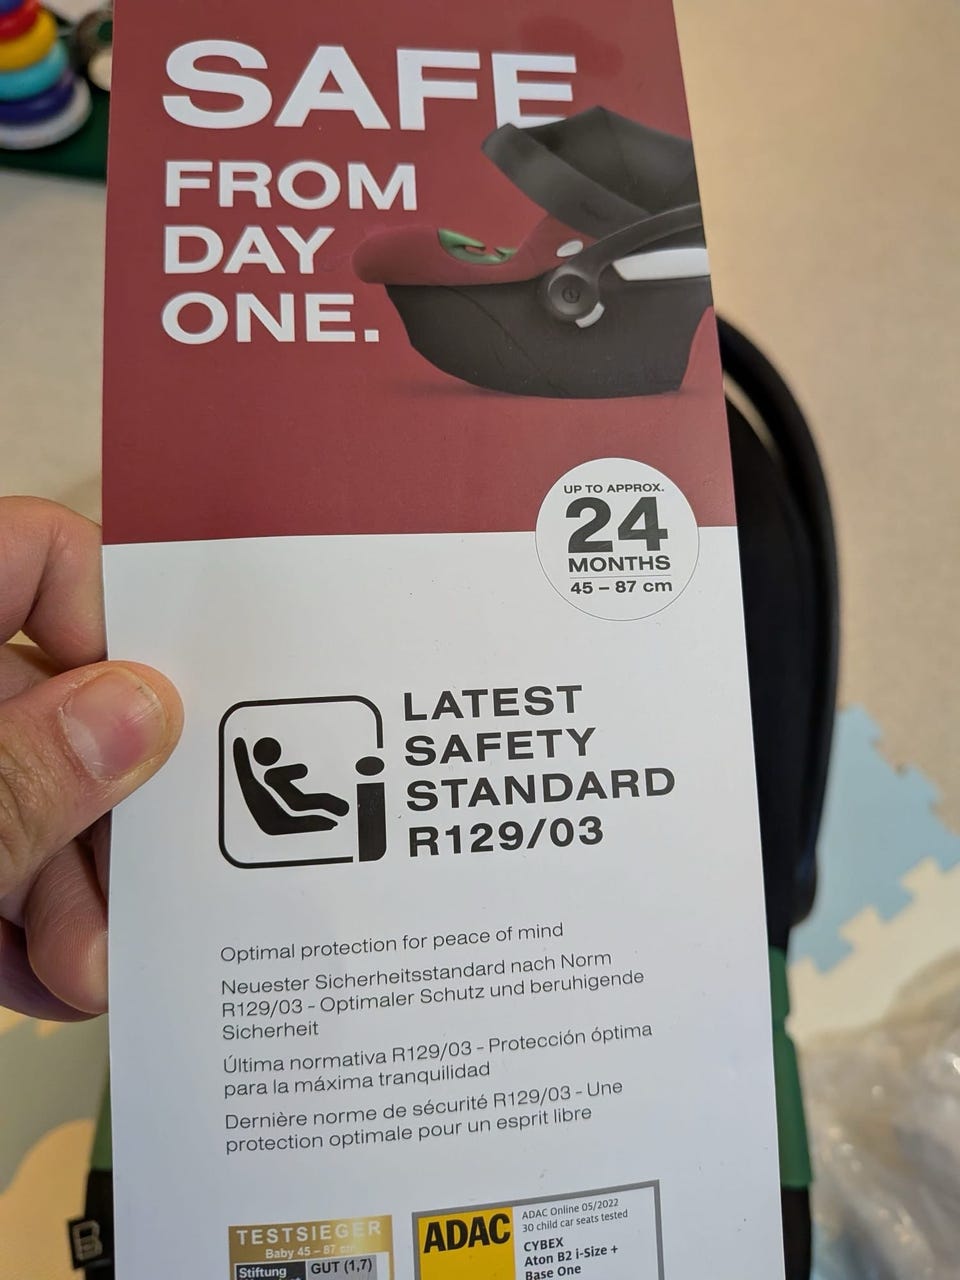 SAFE
FROM
DAY
ONE.
UP TO APPROX.
24
MONTHS
45 – 87 cm
LATEST
SAFETY
STANDARD
R129/03
Optimal protection for peace of mind
Neuester Sicherheitsstandard nach Norm
R129/03 - Optimaler Schutz und beruhigende
Sicherheit
Última normativa R129/03 - Protección óptima
para la máxima tranquilidad
Dernière norme de sécurité R129/03 - Une
protection optimale pour un esprit libre
TESTSIEGER
Baby 45 – 87 cm
Stiftung
GUT (1,7)
ADAC
ADAC Online 05/2022
30 child car seats tested
CYBEX
Aton B2 i-Size +
Base One